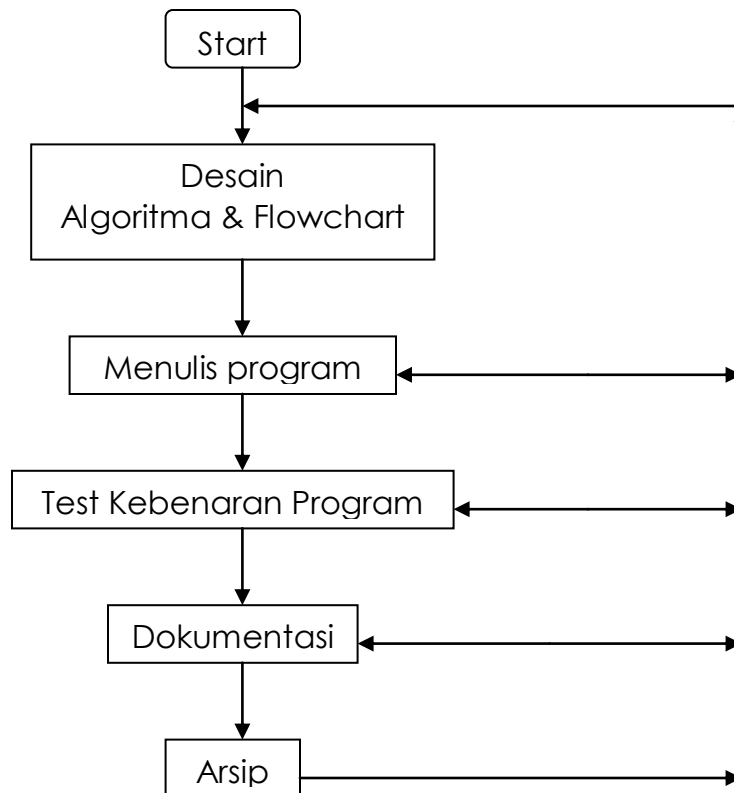 Start
Desain
Algoritma & Flowchart
Menulis program
Test Kebenaran Program
Dokumentasi
Arsip